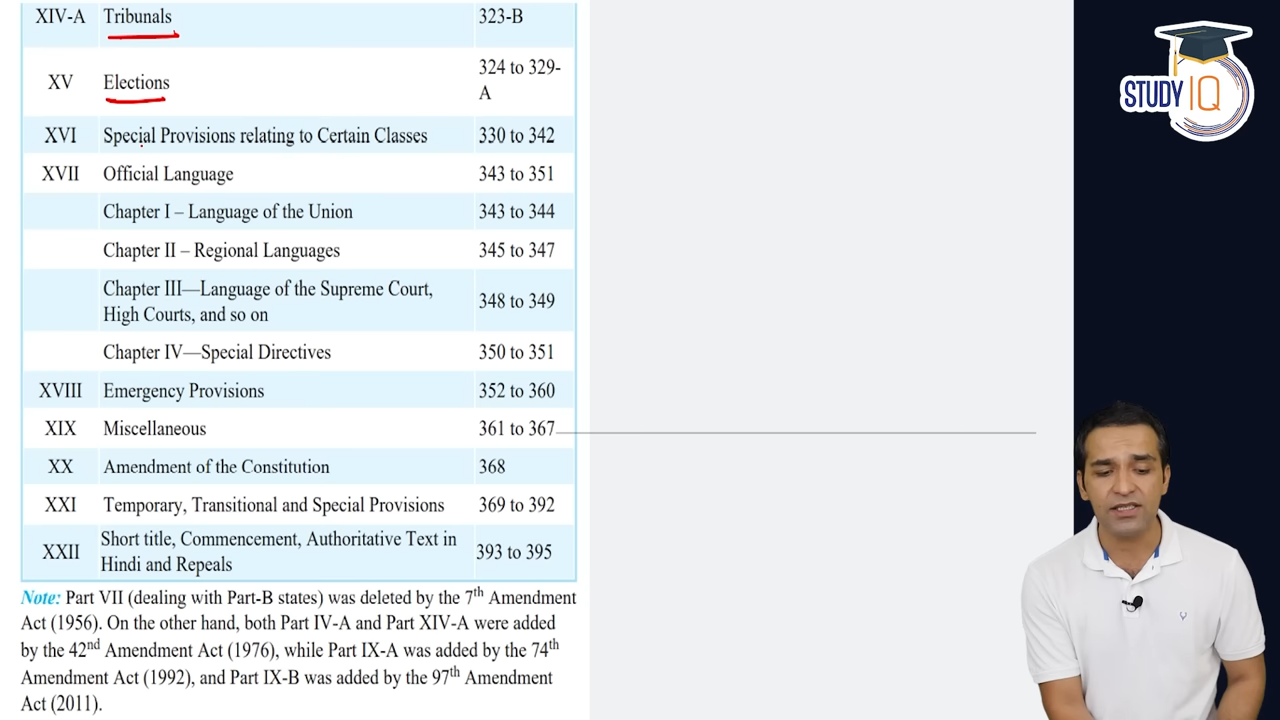 XIV-A Tribunals 323-B
XV Elections 324 to 329-
A
XVI Special Provisions relating to Certain Classes 330 to 342
XVII Official Language 343 to 351
Chapter I – Language of the Union 343 to 344
Chapter II – Regional Languages 345 to 347
Chapter III—Language of the Supreme Court,
High Courts, and so on 348 to 349
Chapter IV—Special Directives 350 to 351
XVIII Emergency Provisions 352 to 360
XIX Miscellaneous 361 to 367
XX Amendment of the Constitution 368
XXI Temporary, Transitional and Special Provisions 369 to 392
XXII Short title, Commencement, Authoritative Text in
Hindi and Repeals 393 to 395
Note: Part VII (dealing with Part-B states) was deleted by the 7th Amendment
Act (1956). On the other hand, both Part IV-A and Part XIV-A were added
by the 42nd Amendment Act (1976), while Part IX-A was added by the 74th
Amendment Act (1992), and Part IX-B was added by the 97th Amendment
Act (2011).
STUDY IQ